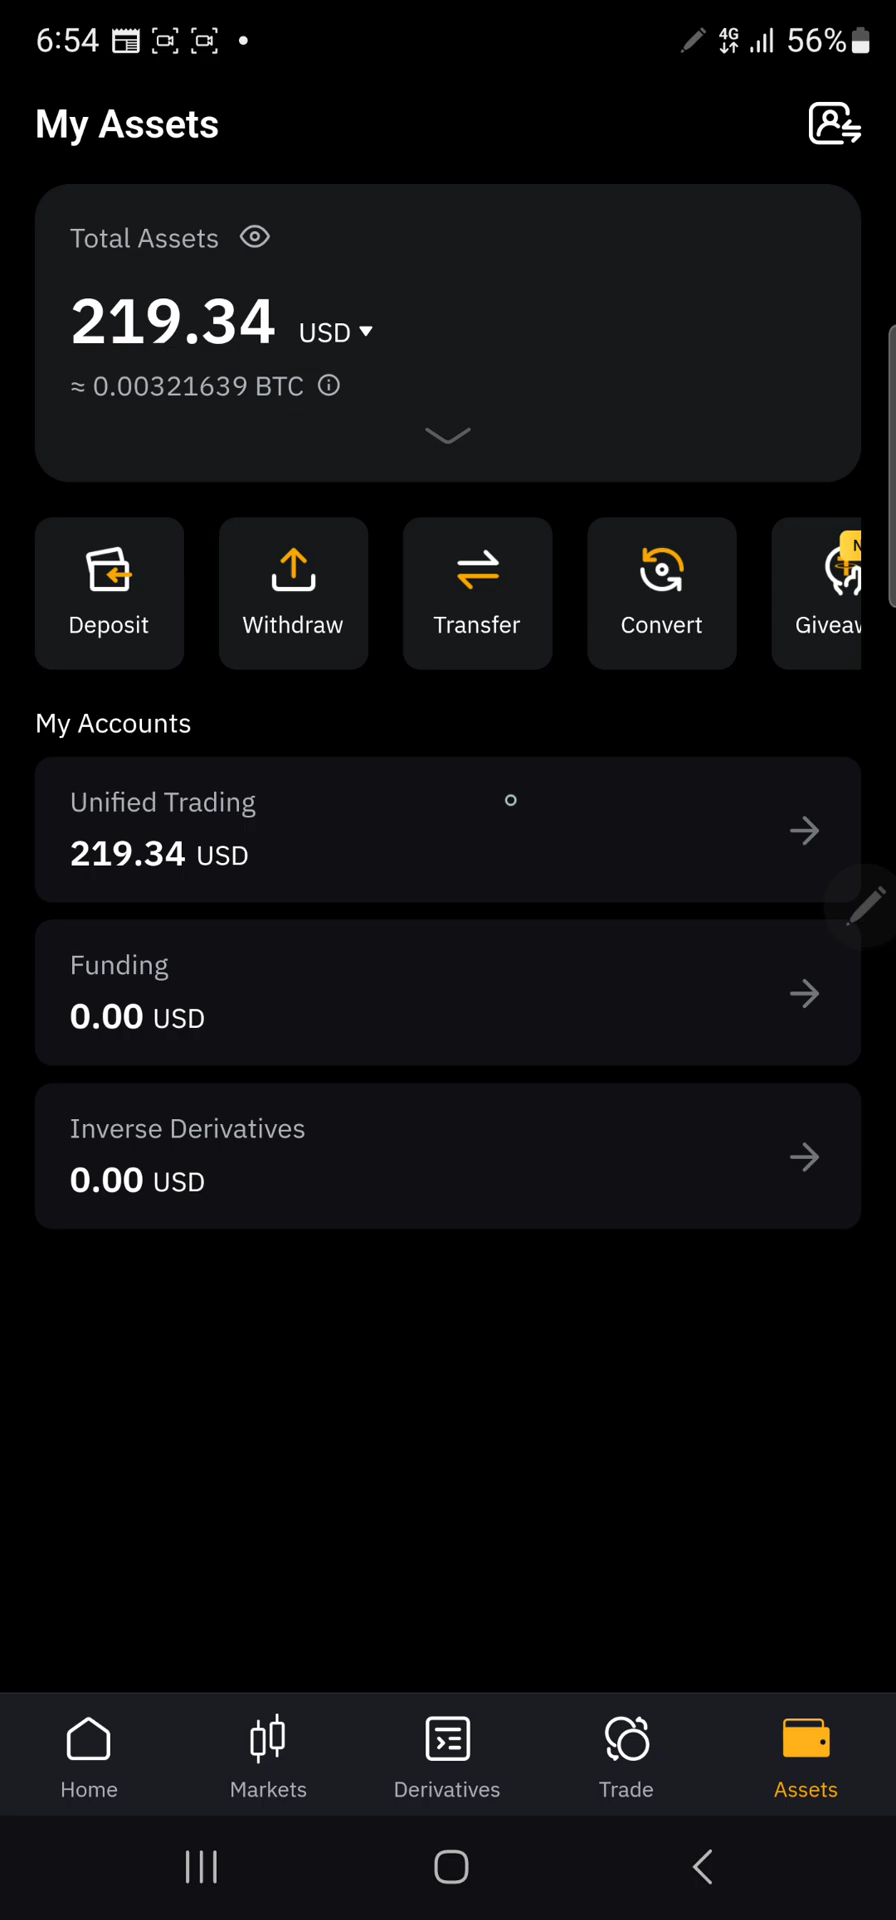 6:54
4G 56%
My Assets
Total Assets
219.34 USD
≈ 0.00321639 BTC
Deposit
Withdraw
Transfer
Convert
My Accounts
Unified Trading
219.34 USD
Funding
0.00 USD
Inverse Derivatives
0.00 USD
Home
Markets
Derivatives
Trade
Assets